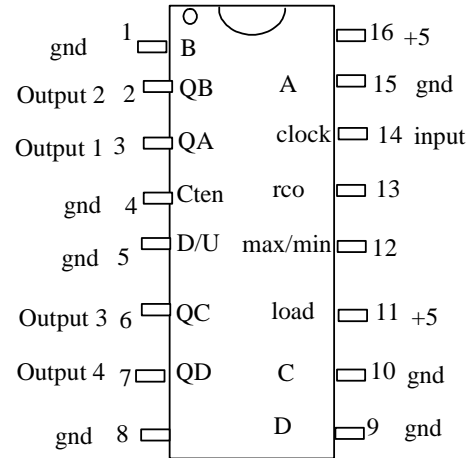 gnd 1 B 16 +5
Output 2 2 QB A 15 gnd
Output 1 3 QA clock 14 input
gnd 4 Cten rco 13
gnd 5 D/U max/min 12
Output 3 6 QC load 11 +5
Output 4 7 QD C 10 gnd
gnd 8 D 9 gnd